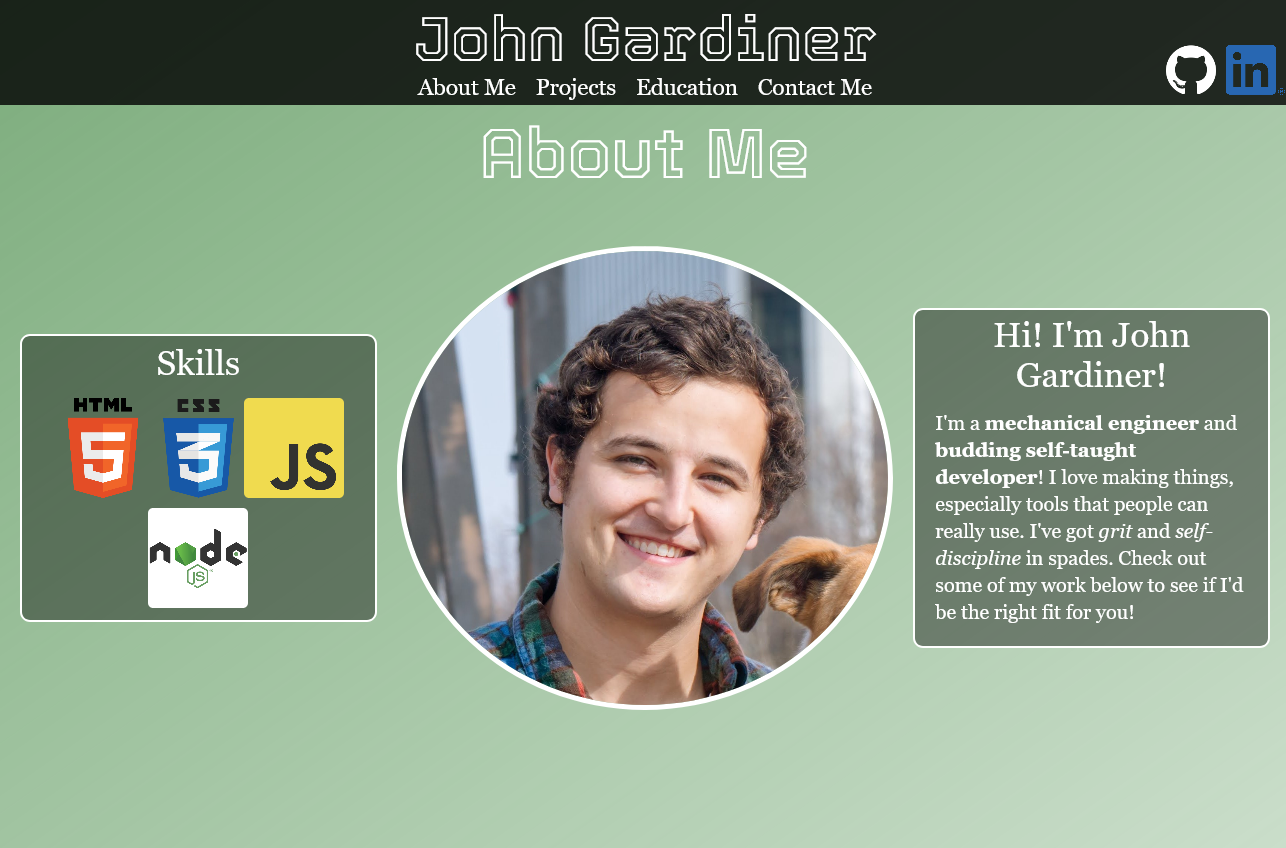 John Gardiner
About Me Projects Education Contact Me
in
About Me
Skills
HTML
5
CSS
3
JS
node
JS
Hi! I'm John
Gardiner!
I'm a mechanical engineer and
budding self-taught
developer! I love making things,
especially tools that people can
really use. I've got grit and self-
discipline in spades. Check out
some of my work below to see if I'd
be the right fit for you!